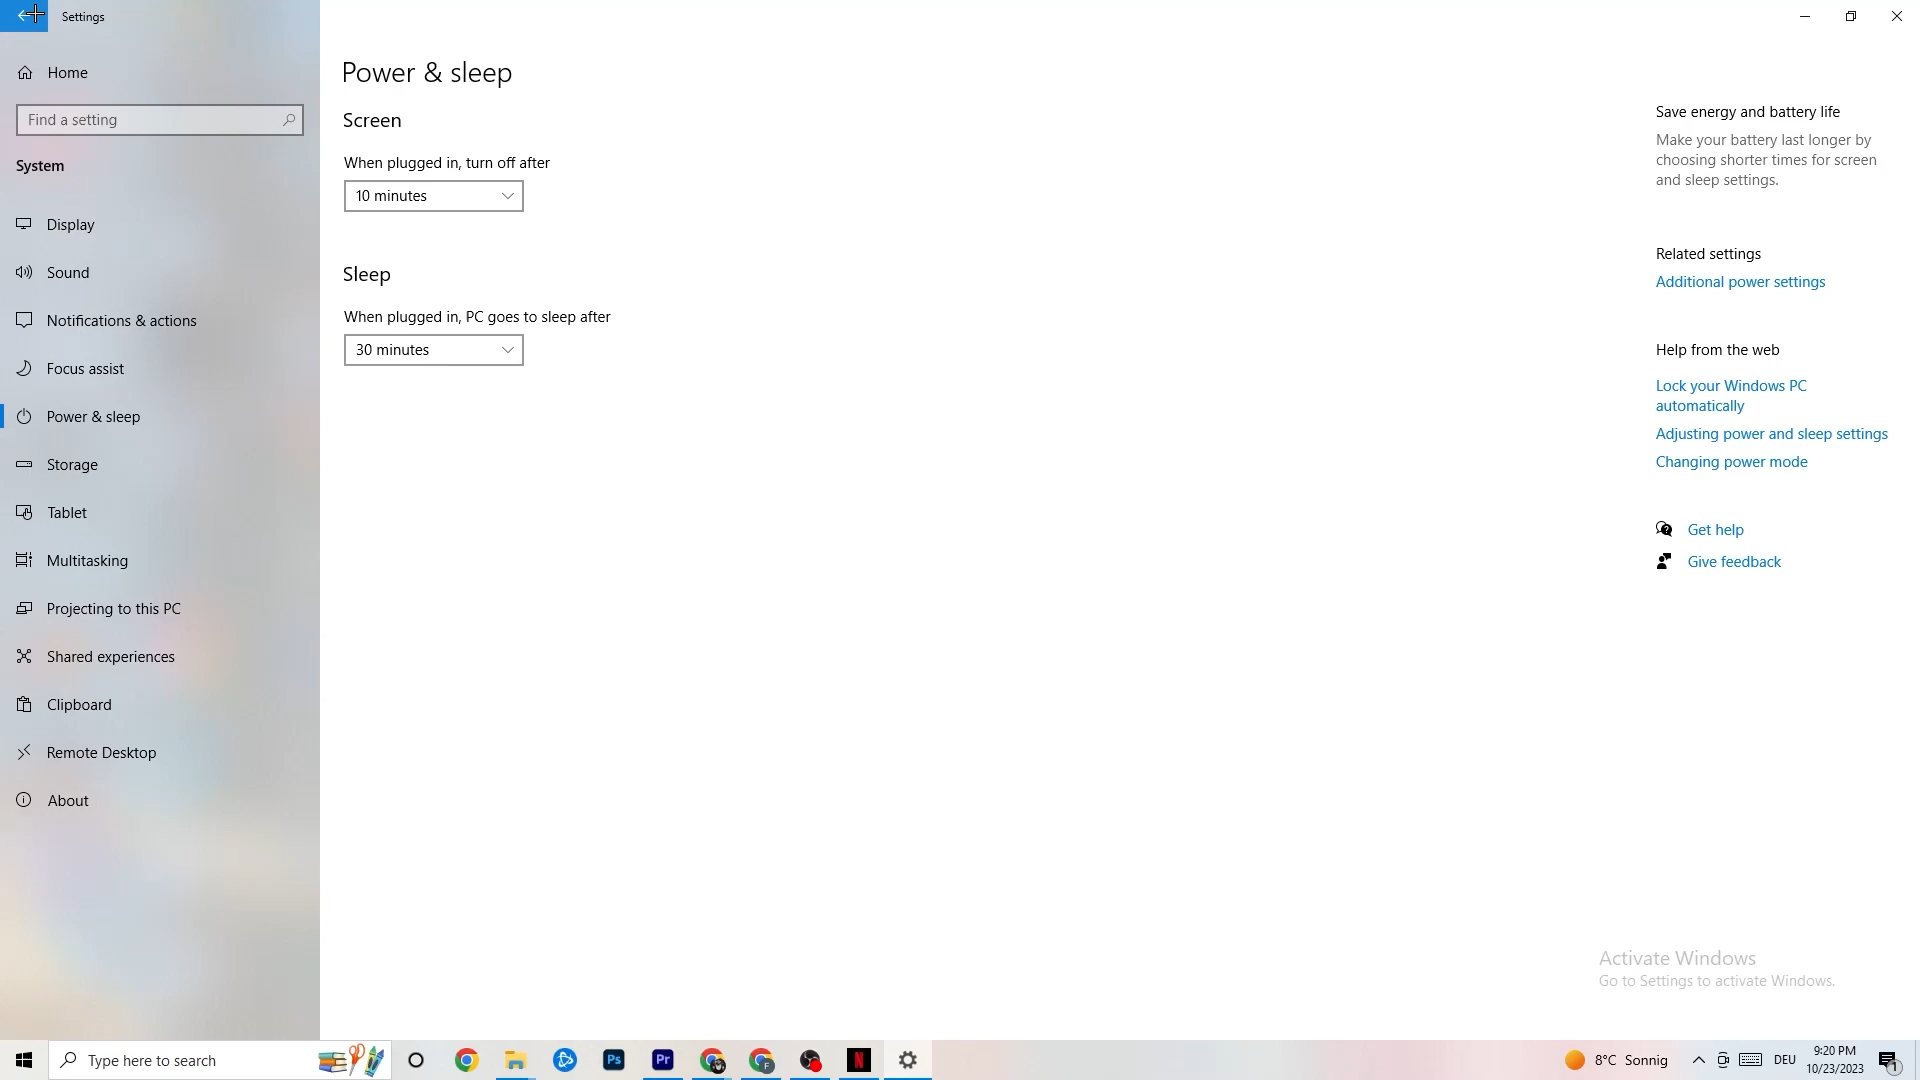 Settings
Home
Find a setting
System
Display
Sound
Notifications & actions
Focus assist
Power & sleep
Storage
Tablet
Multitasking
Projecting to this PC
Shared experiences
Clipboard
Remote Desktop
About
Power & sleep
Screen
When plugged in, turn off after
10 minutes
Sleep
When plugged in, PC goes to sleep after
30 minutes
Save energy and battery life
Make your battery last longer by
choosing shorter times for screen
and sleep settings.
Related settings
Additional power settings
Help from the web
Lock your Windows PC
automatically
Adjusting power and sleep settings
Changing power mode
Get help
Give feedback
Activate Windows
Go to Settings to activate Windows.
Type here to search
Ps
Pr
F
N
8°C Sonnig
DEU
9:20 PM
10/23/2023
1